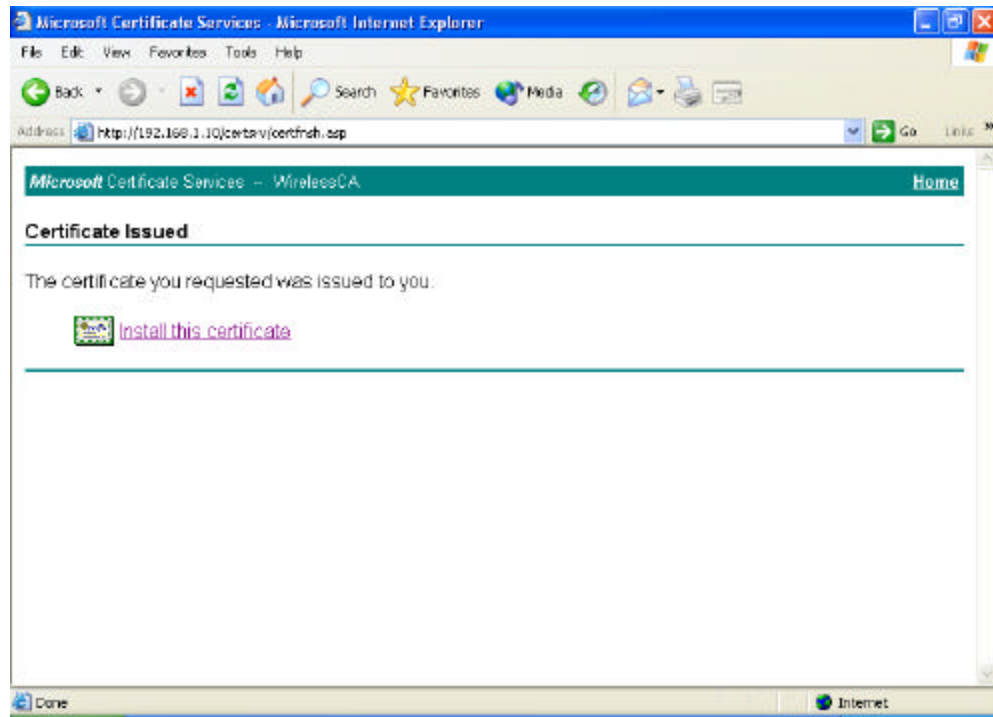 Microsoft Certificate Services - Microsoft Internet Explorer
File Edit View Favorites Tools Help
Back Search Favorites Media
Address http://192.168.1.10/certsrv/certfnsh.asp Go Links »
Microsoft Certificate Services -- WirelessCA Home
Certificate Issued
The certificate you requested was issued to you.
Install this certificate
Done Internet